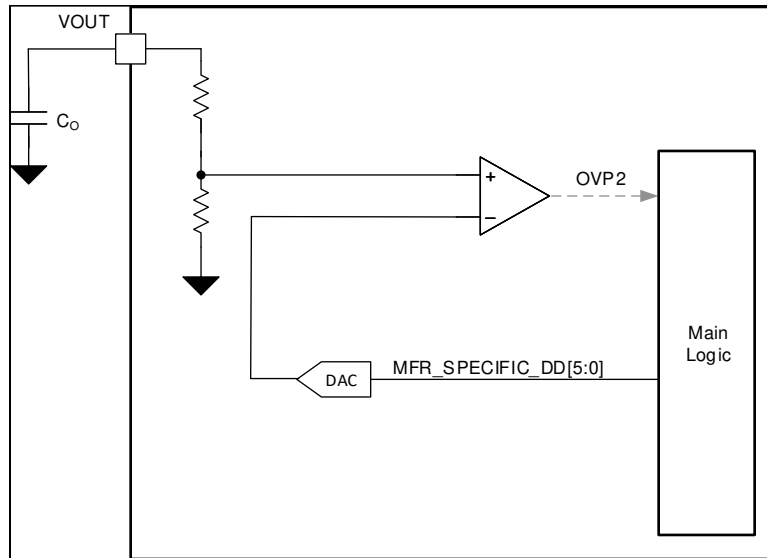 VOUT
C_O
+
OVP2
−
Main
Logic
DAC
MFR_SPECIFIC_DD[5:0]